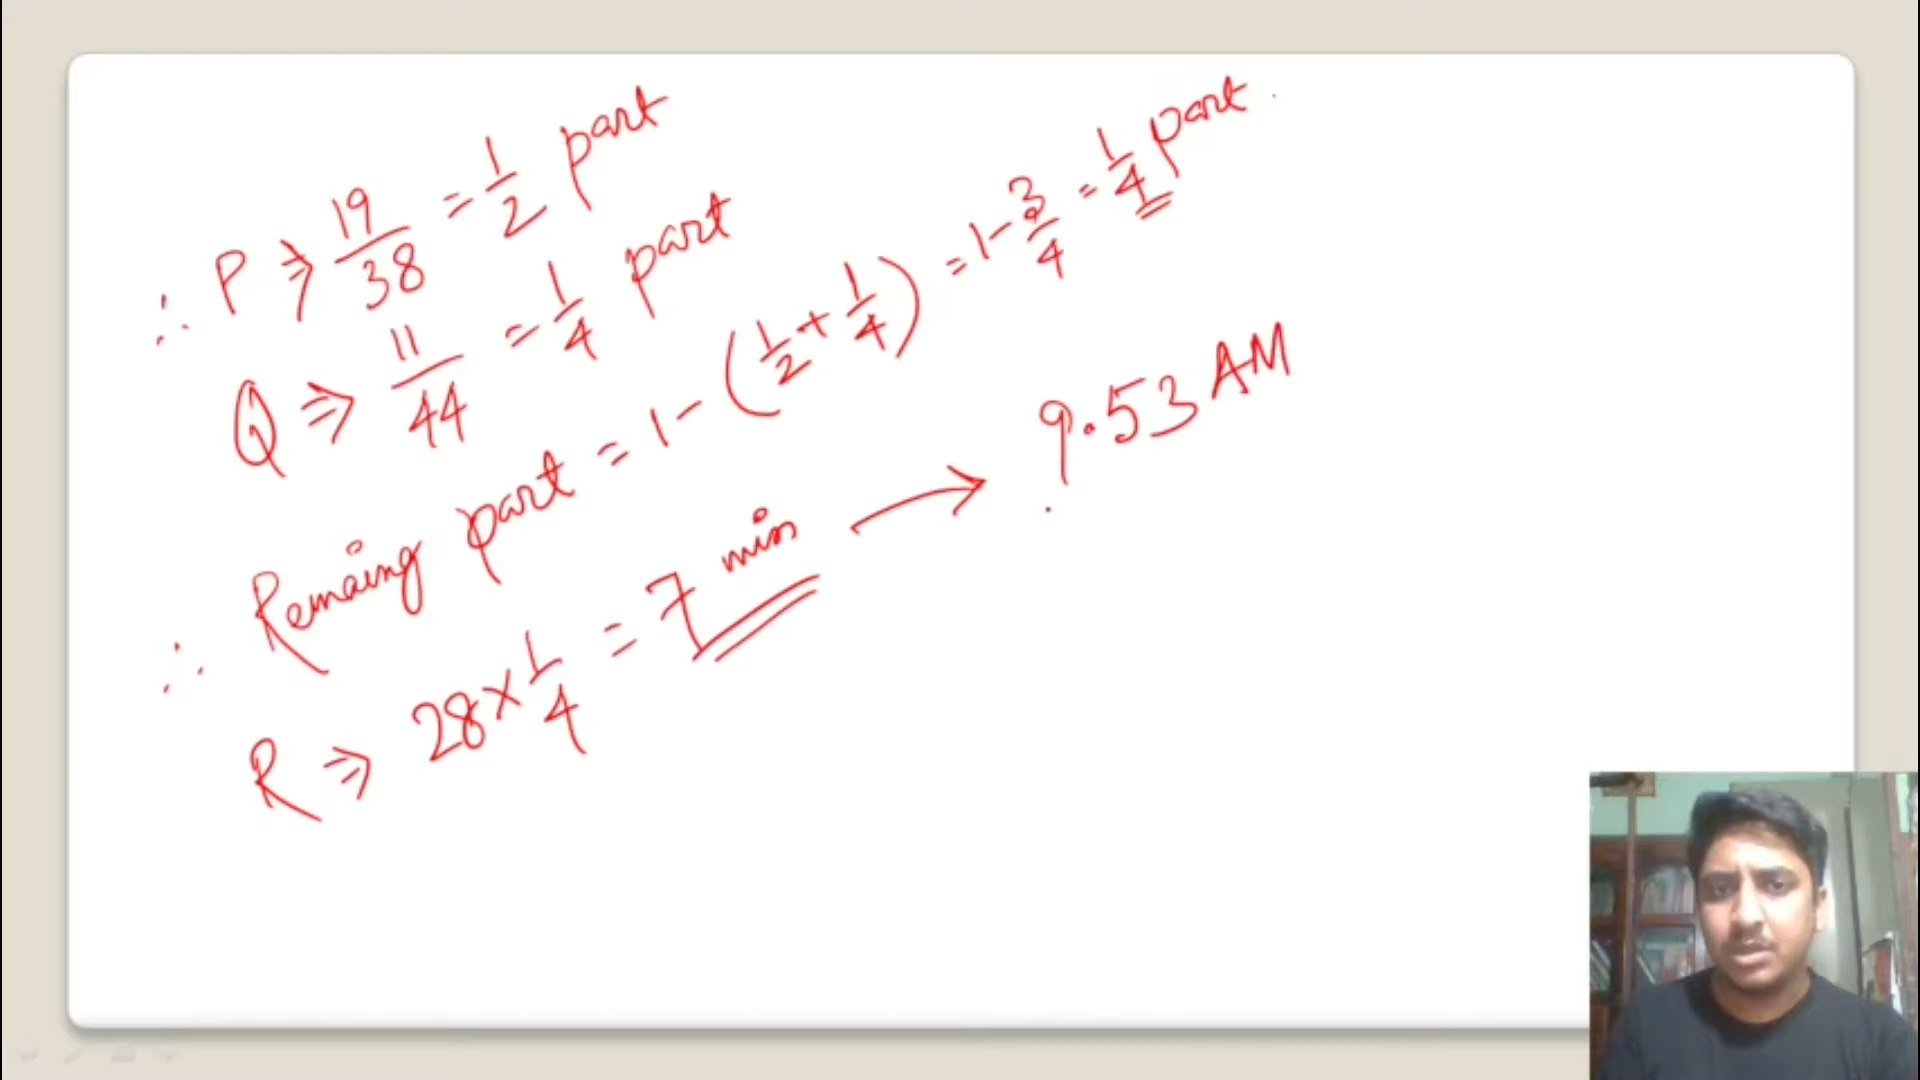 ∴ P ⇒ 19/38 = 1/2 part
Q ⇒ 11/44 = 1/4 part
∴ Remaing part = 1 - (1/2 + 1/4) = 1 - 3/4 = 1/4 part.
R ⇒ 28 × 1/4 = 7 min → 9.53 AM